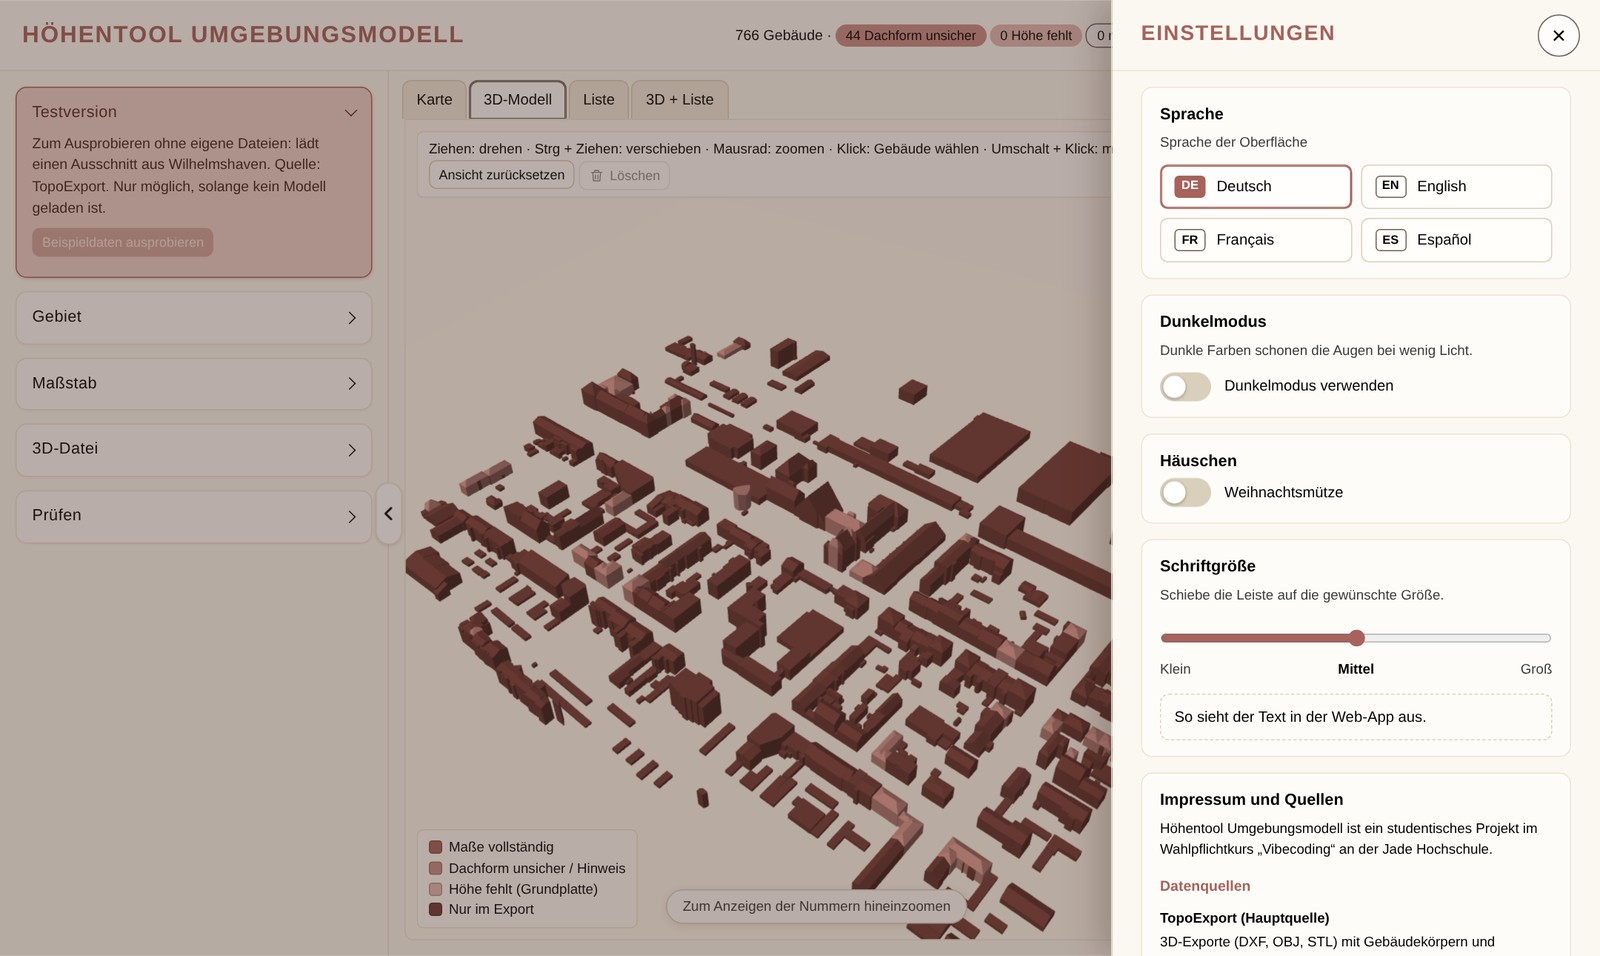 HÖHENTOOL UMGEBUNGSMODELL
766 Gebäude · 44 Dachform unsicher 0 Höhe fehlt 0
Testversion
Zum Ausprobieren ohne eigene Dateien: lädt
einen Ausschnitt aus Wilhelmshaven. Quelle:
TopoExport. Nur möglich, solange kein Modell
geladen ist.
Beispieldaten ausprobieren
Gebiet
Maßstab
3D-Datei
Prüfen
Karte
3D-Modell
Liste
3D + Liste
Ziehen: drehen · Strg + Ziehen: verschieben · Mausrad: zoomen · Klick: Gebäude wählen · Umschalt + Klick:
Ansicht zurücksetzen
Löschen
Maße vollständig
Dachform unsicher / Hinweis
Höhe fehlt (Grundplatte)
Nur im Export
Zum Anzeigen der Nummern hineinzoomen
EINSTELLUNGEN
Sprache
Sprache der Oberfläche
DE Deutsch
EN English
FR Français
ES Español
Dunkelmodus
Dunkle Farben schonen die Augen bei wenig Licht.
Dunkelmodus verwenden
Häuschen
Weihnachtsmütze
Schriftgröße
Schiebe die Leiste auf die gewünschte Größe.
Klein Mittel Groß
So sieht der Text in der Web-App aus.
Impressum und Quellen
Höhentool Umgebungsmodell ist ein studentisches Projekt im
Wahlpflichtkurs „Vibecoding“ an der Jade Hochschule.
Datenquellen
TopoExport (Hauptquelle)
3D-Exporte (DXF, OBJ, STL) mit Gebäudekörpern und